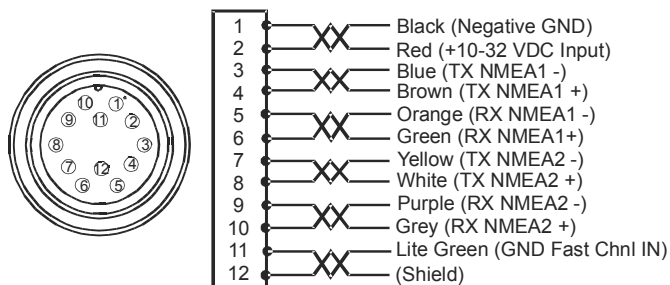 10 1
9 11 2
8 3
7 12 4
6 5
1 Black (Negative GND)
2 Red (+10-32 VDC Input)
3 Blue (TX NMEA1 -)
4 Brown (TX NMEA1 +)
5 Orange (RX NMEA1 -)
6 Green (RX NMEA1+)
7 Yellow (TX NMEA2 -)
8 White (TX NMEA2 +)
9 Purple (RX NMEA2 -)
10 Grey (RX NMEA2 +)
11 Lite Green (GND Fast Chnl IN)
12 (Shield)